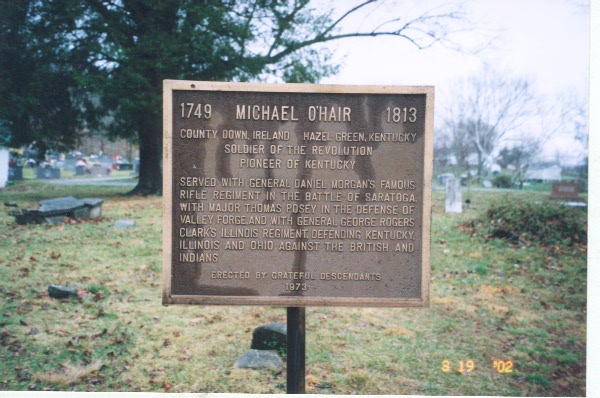 1749 MICHAEL O'HAIR 1813
COUNTY DOWN, IRELAND HAZEL GREEN, KENTUCKY
SOLDIER OF THE REVOLUTION
PIONEER OF KENTUCKY
SERVED WITH GENERAL DANIEL MORGAN'S FAMOUS
RIFLE REGIMENT IN THE BATTLE OF SARATOGA.
WITH MAJOR THOMAS POSEY IN THE DEFENSE OF
VALLEY FORGE, AND WITH GENERAL GEORGE ROGERS
CLARK'S ILLINOIS REGIMENT, DEFENDING KENTUCKY,
ILLINOIS AND OHIO AGAINST THE BRITISH AND
INDIANS
ERECTED BY GRATEFUL DESCENDANTS
1973
3 19 '02